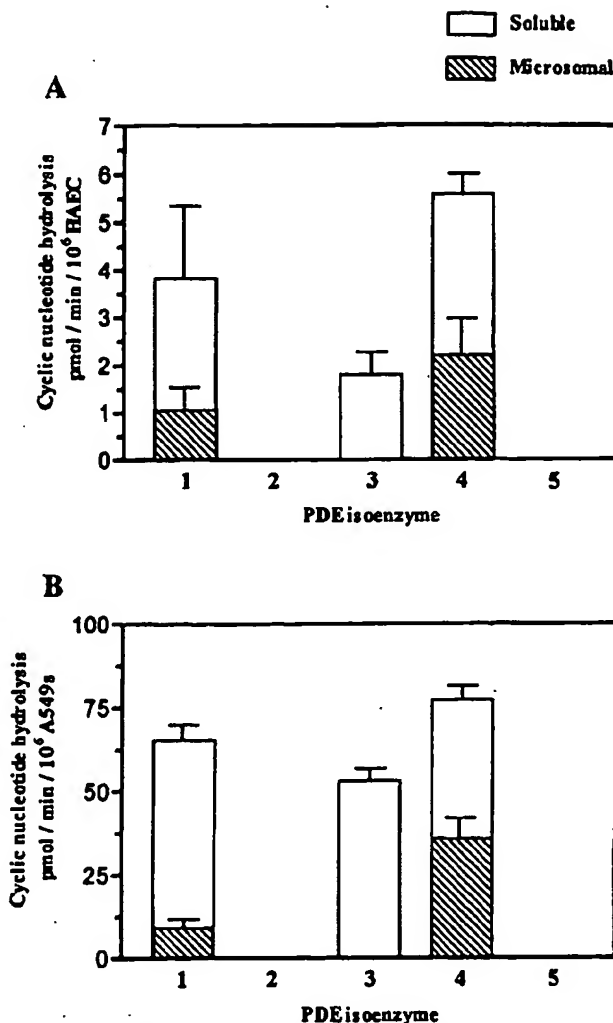 Soluble
Microsomal
A
Cyclic nucleotide hydrolysis
pmol / min / 10⁶ HAEC
7
6
5
4
3
2
1
0
1 2 3 4 5
PDE isoenzyme
B
Cyclic nucleotide hydrolysis
pmol / min / 10⁶ A549s
100
75
50
25
0
1 2 3 4 5
PDE isoenzyme